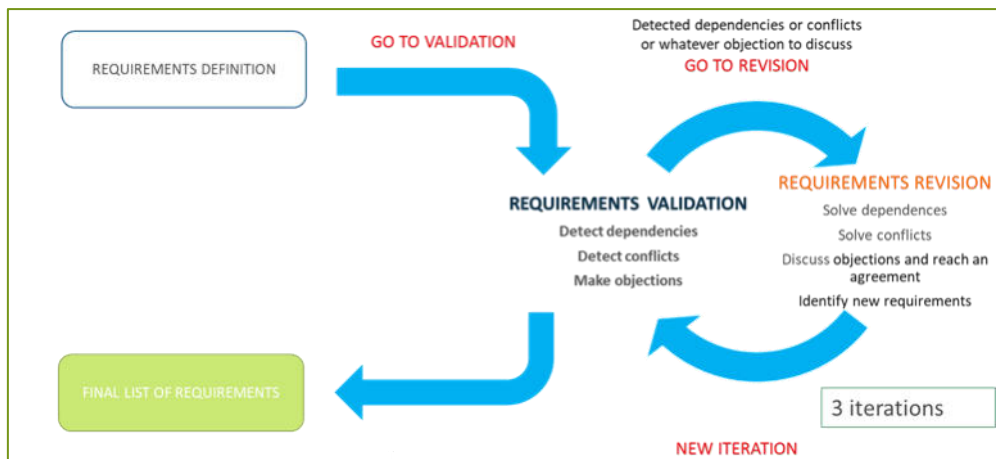 REQUIREMENTS DEFINITION
GO TO VALIDATION
Detected dependencies or conflicts
or whatever objection to discuss
GO TO REVISION
REQUIREMENTS VALIDATION
Detect dependencies
Detect conflicts
Make objections
REQUIREMENTS REVISION
Solve dependences
Solve conflicts
Discuss objections and reach an
agreement
Identify new requirements
FINAL LIST OF REQUIREMENTS
3 iterations
NEW ITERATION